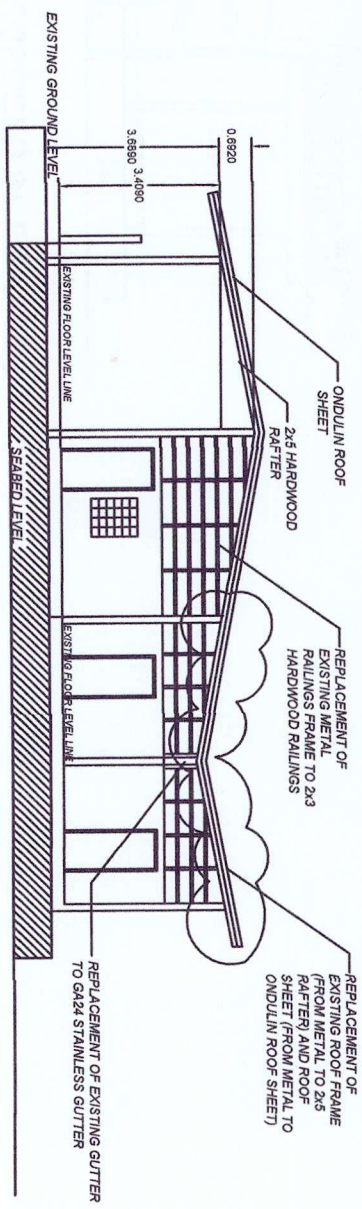 ONDULIN ROOF
SHEET
2x5 HARDWOOD
RAFTER
REPLACEMENT OF
EXISTING METAL
RAILINGS FRAME TO 2x3
HARDWOOD RAILINGS
REPLACEMENT OF
EXISTING ROOF FRAME
(FROM METAL TO 2x5
RAFTER) AND ROOF
SHEET (FROM METAL TO
ONDULIN ROOF SHEET)
0.6920
3.6890
3.4090
EXISTING GROUND LEVEL
EXISTING FLOOR LEVEL LINE
EXISTING FLOOR LEVEL LINE
SEABED LEVEL
REPLACEMENT OF EXISTING GUTTER
TO GA24 STAINLESS GUTTER